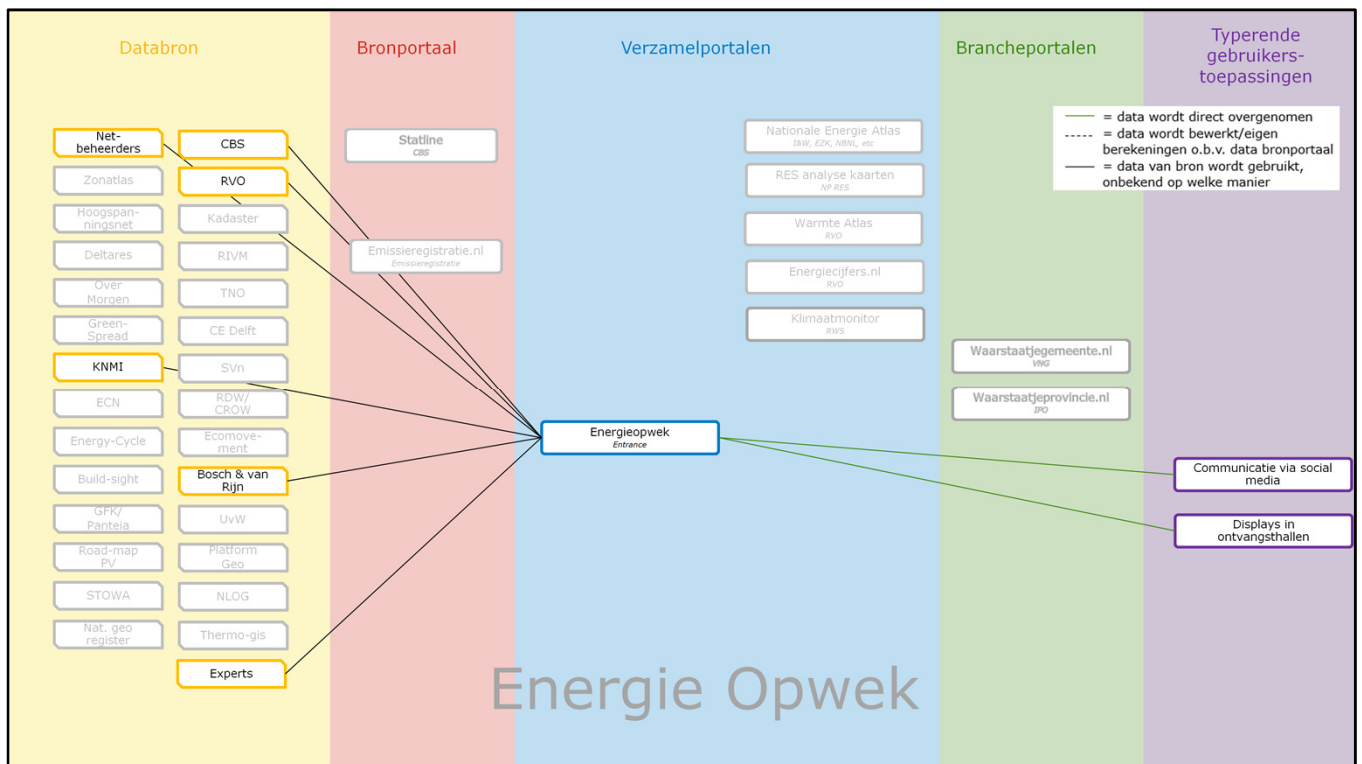 Databron
Bronportaal
Verzamelportalen
Brancheportalen
Typerende
gebruikers-
toepassingen
= data wordt direct overgenomen
= data wordt bewerkt/eigen
berekeningen o.b.v. data bronportaal
= data van bron wordt gebruikt,
onbekend op welke manier
Net-
beheerders
CBS
Zonatlas
RVO
Hoogspan-
ningsnet
Kadaster
Deltares
RIVM
Over
Morgen
TNO
Green-
Spread
CE Delft
KNMI
SVn
ECN
RDW/
CROW
Energy-Cycle
Ecomove-
ment
Build-sight
Bosch & van
Rijn
GFK/
Panteia
UvW
Road-map
PV
Platform
Geo
STOWA
NLOG
Nat. geo
register
Thermo-gis
Experts
Statline
CBS
Emissieregistratie.nl
Emissieregistratie
Nationale Energie Atlas
I&W, EZK, NBNL, etc
RES analyse kaarten
NP RES
Warmte Atlas
RVO
Energiecijfers.nl
RVO
Klimaatmonitor
RWS
Energieopwek
Entrance
Waarstaatjegemeente.nl
VNG
Waarstaatjeprovincie.nl
IPO
Communicatie via social
media
Displays in
ontvangsthallen
Energie Opwek